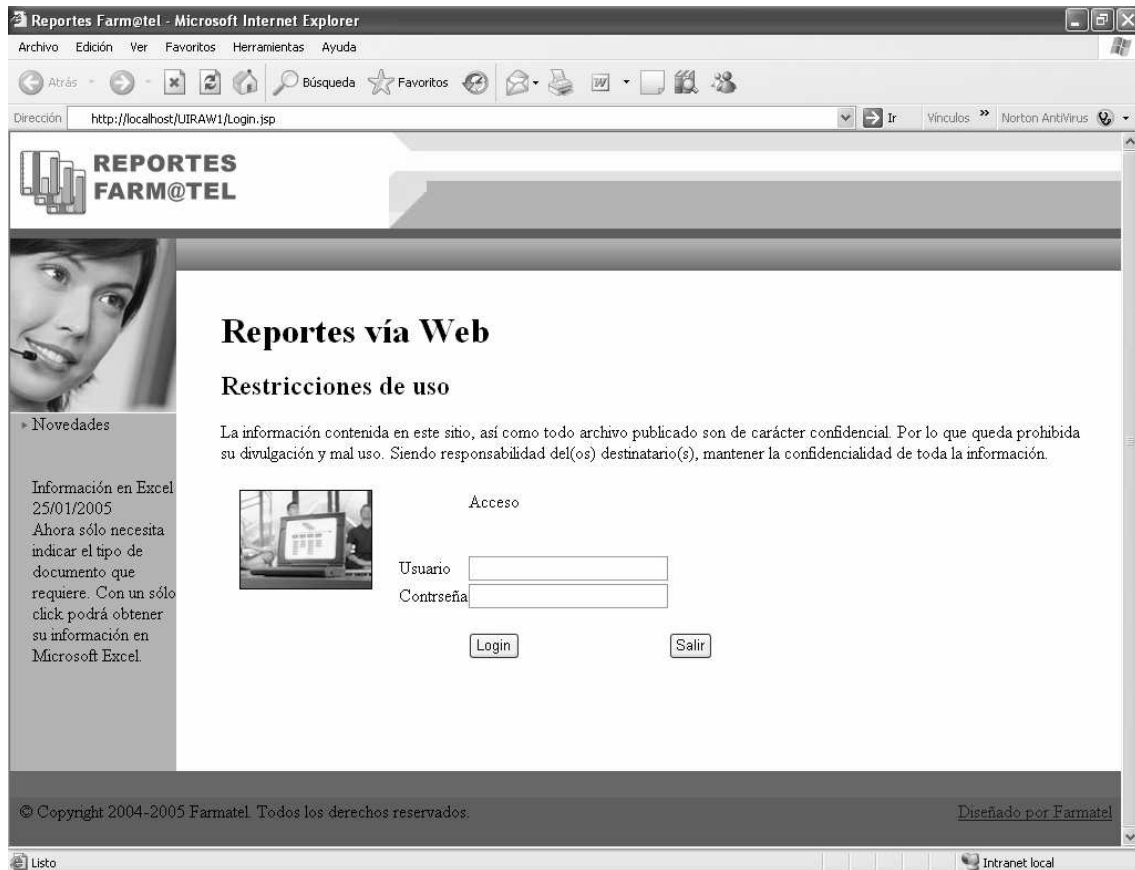 Reportes Farm@tel - Microsoft Internet Explorer
Archivo Edición Ver Favoritos Herramientas Ayuda
Atrás Búsqueda Favoritos
Dirección http://localhost/UIRAW1/Login.jsp Ir Vínculos » Norton AntiVirus
REPORTES
FARM@TEL
Reportes vía Web
Restricciones de uso
La información contenida en este sitio, así como todo archivo publicado son de carácter confidencial. Por lo que queda prohibida
su divulgación y mal uso. Siendo responsabilidad del(os) destinatario(s), mantener la confidencialidad de toda la información.
Novedades
Información en Excel
25/01/2005
Ahora sólo necesita
indicar el tipo de
documento que
requiere. Con un sólo
click podrá obtener
su información en
Microsoft Excel.
Acceso
Usuario
Contrseña
Login Salir
© Copyright 2004-2005 Farmatel. Todos los derechos reservados. Diseñado por Farmatel
Listo Intranet local